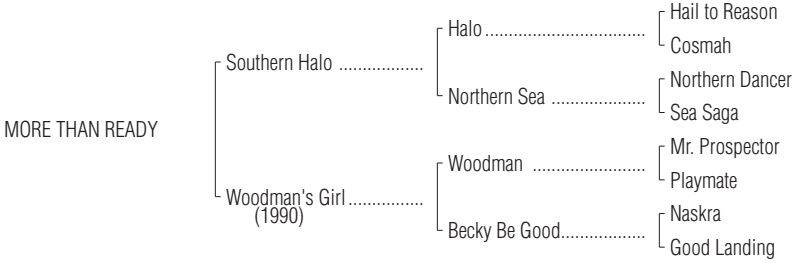 Hail to Reason
Halo ..................................
Cosmah
Southern Halo ..................
Northern Dancer
Northern Sea ....................
Sea Saga
MORE THAN READY
Mr. Prospector
Woodman ........................
Playmate
Woodman's Girl ................
(1990)
Naskra
Becky Be Good..................
Good Landing